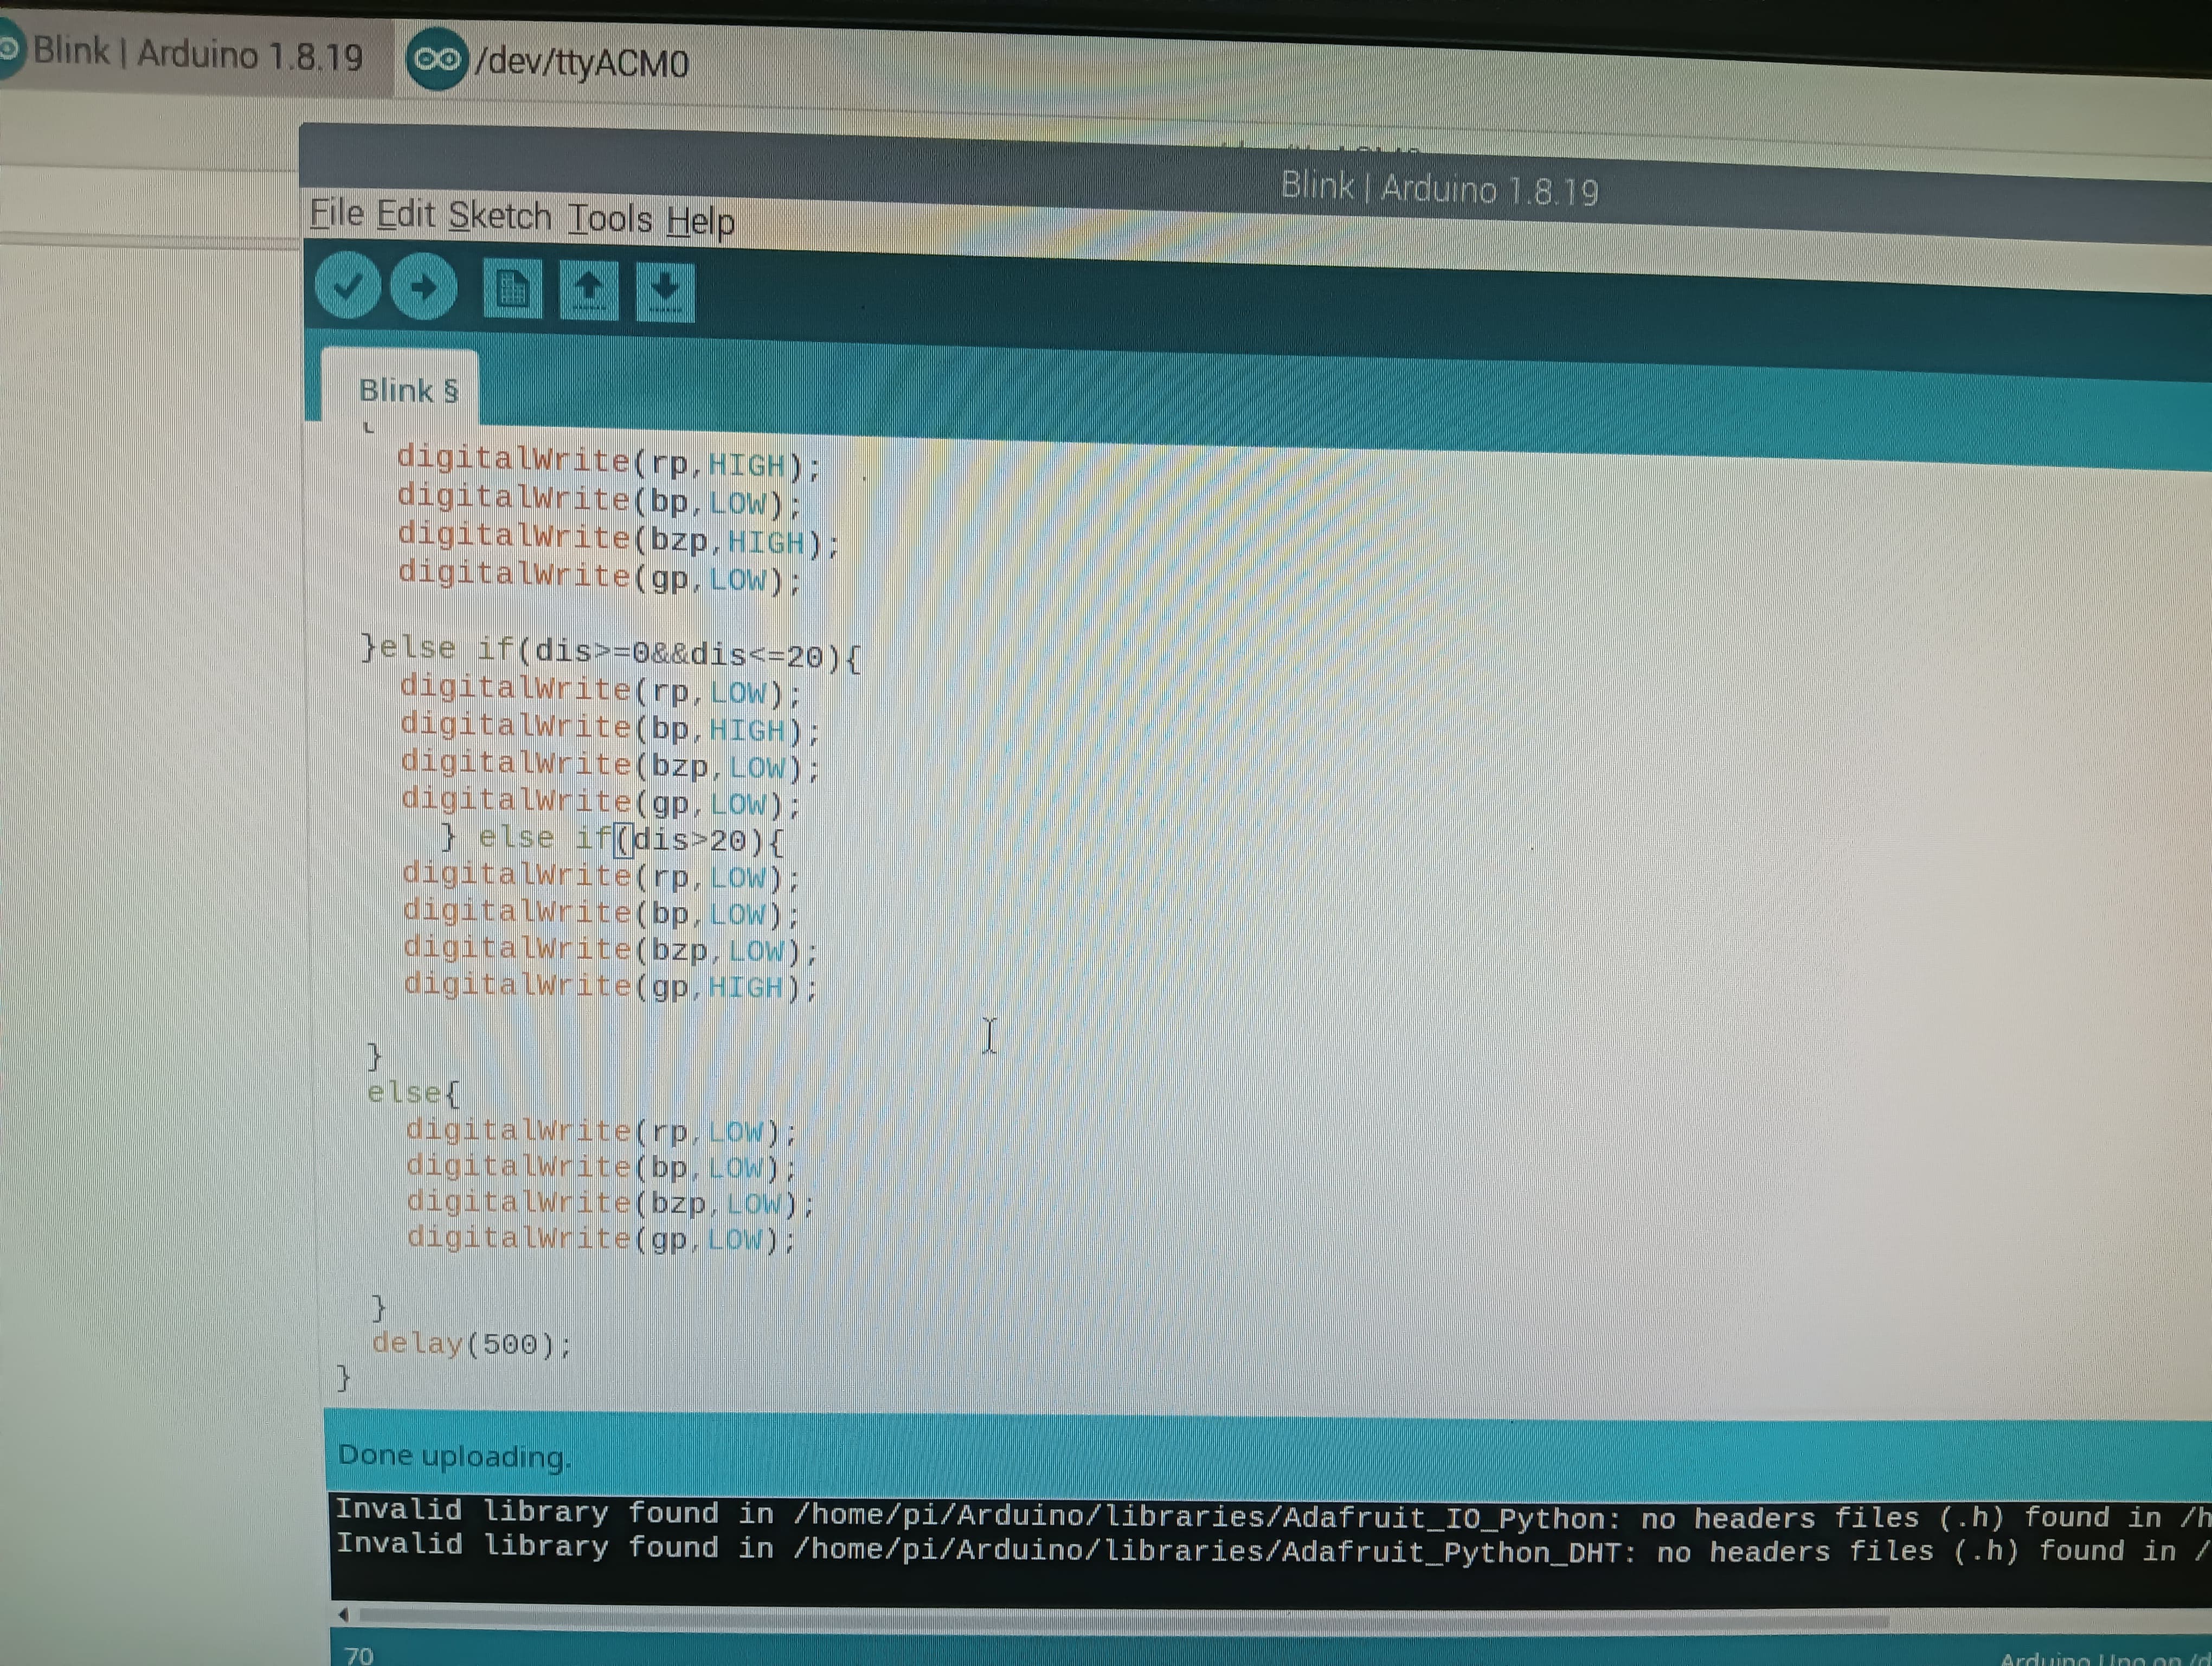 Blink | Arduino 1.8.19
/dev/ttyACM0
Blink | Arduino 1.8.19
File Edit Sketch Tools Help
Blink §
digitalWrite(rp,HIGH);
digitalWrite(bp,LOW);
digitalWrite(bzp,HIGH);
digitalWrite(gp,LOW);
}else if(dis>=0&&dis<=20){
digitalWrite(rp,LOW);
digitalWrite(bp,HIGH);
digitalWrite(bzp,LOW);
digitalWrite(gp,LOW);
} else if(dis>20){
digitalWrite(rp,LOW);
digitalWrite(bp,LOW);
digitalWrite(bzp,LOW);
digitalWrite(gp,HIGH);
}
else{
digitalWrite(rp,LOW);
digitalWrite(bp,LOW);
digitalWrite(bzp,LOW);
digitalWrite(gp,LOW);
}
delay(500);
}
Done uploading.
Invalid library found in /home/pi/Arduino/libraries/Adafruit_IO_Python: no headers files (.h) found in /h
Invalid library found in /home/pi/Arduino/libraries/Adafruit_Python_DHT: no headers files (.h) found in /
70
Arduino Uno on /d